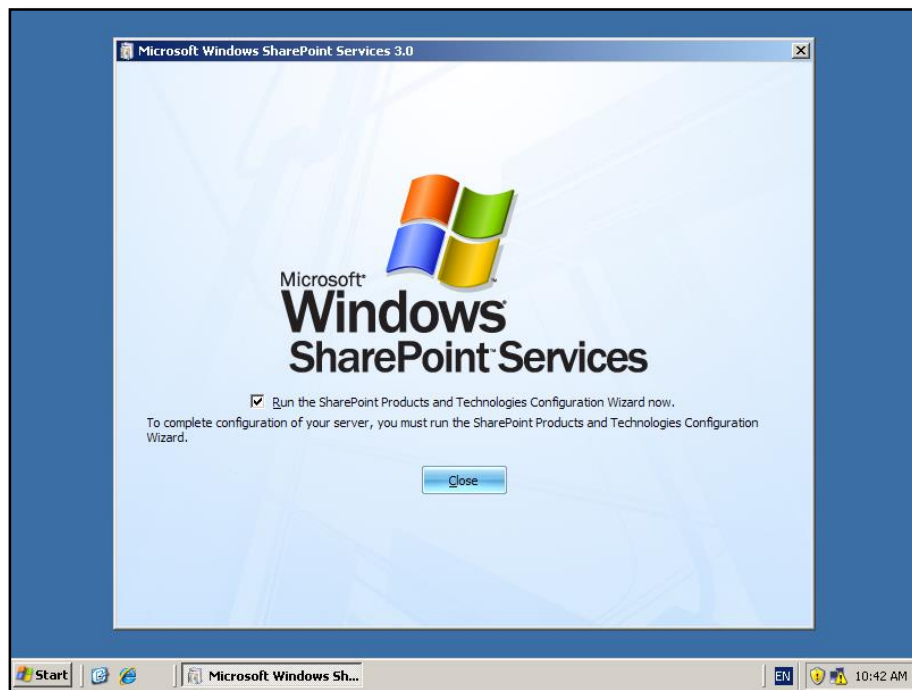 Microsoft Windows SharePoint Services 3.0
Microsoft®
Windows®
SharePoint™ Services
Run the SharePoint Products and Technologies Configuration Wizard now.
To complete configuration of your server, you must run the SharePoint Products and Technologies Configuration
Wizard.
Close
Start
Microsoft Windows Sh...
EN
10:42 AM